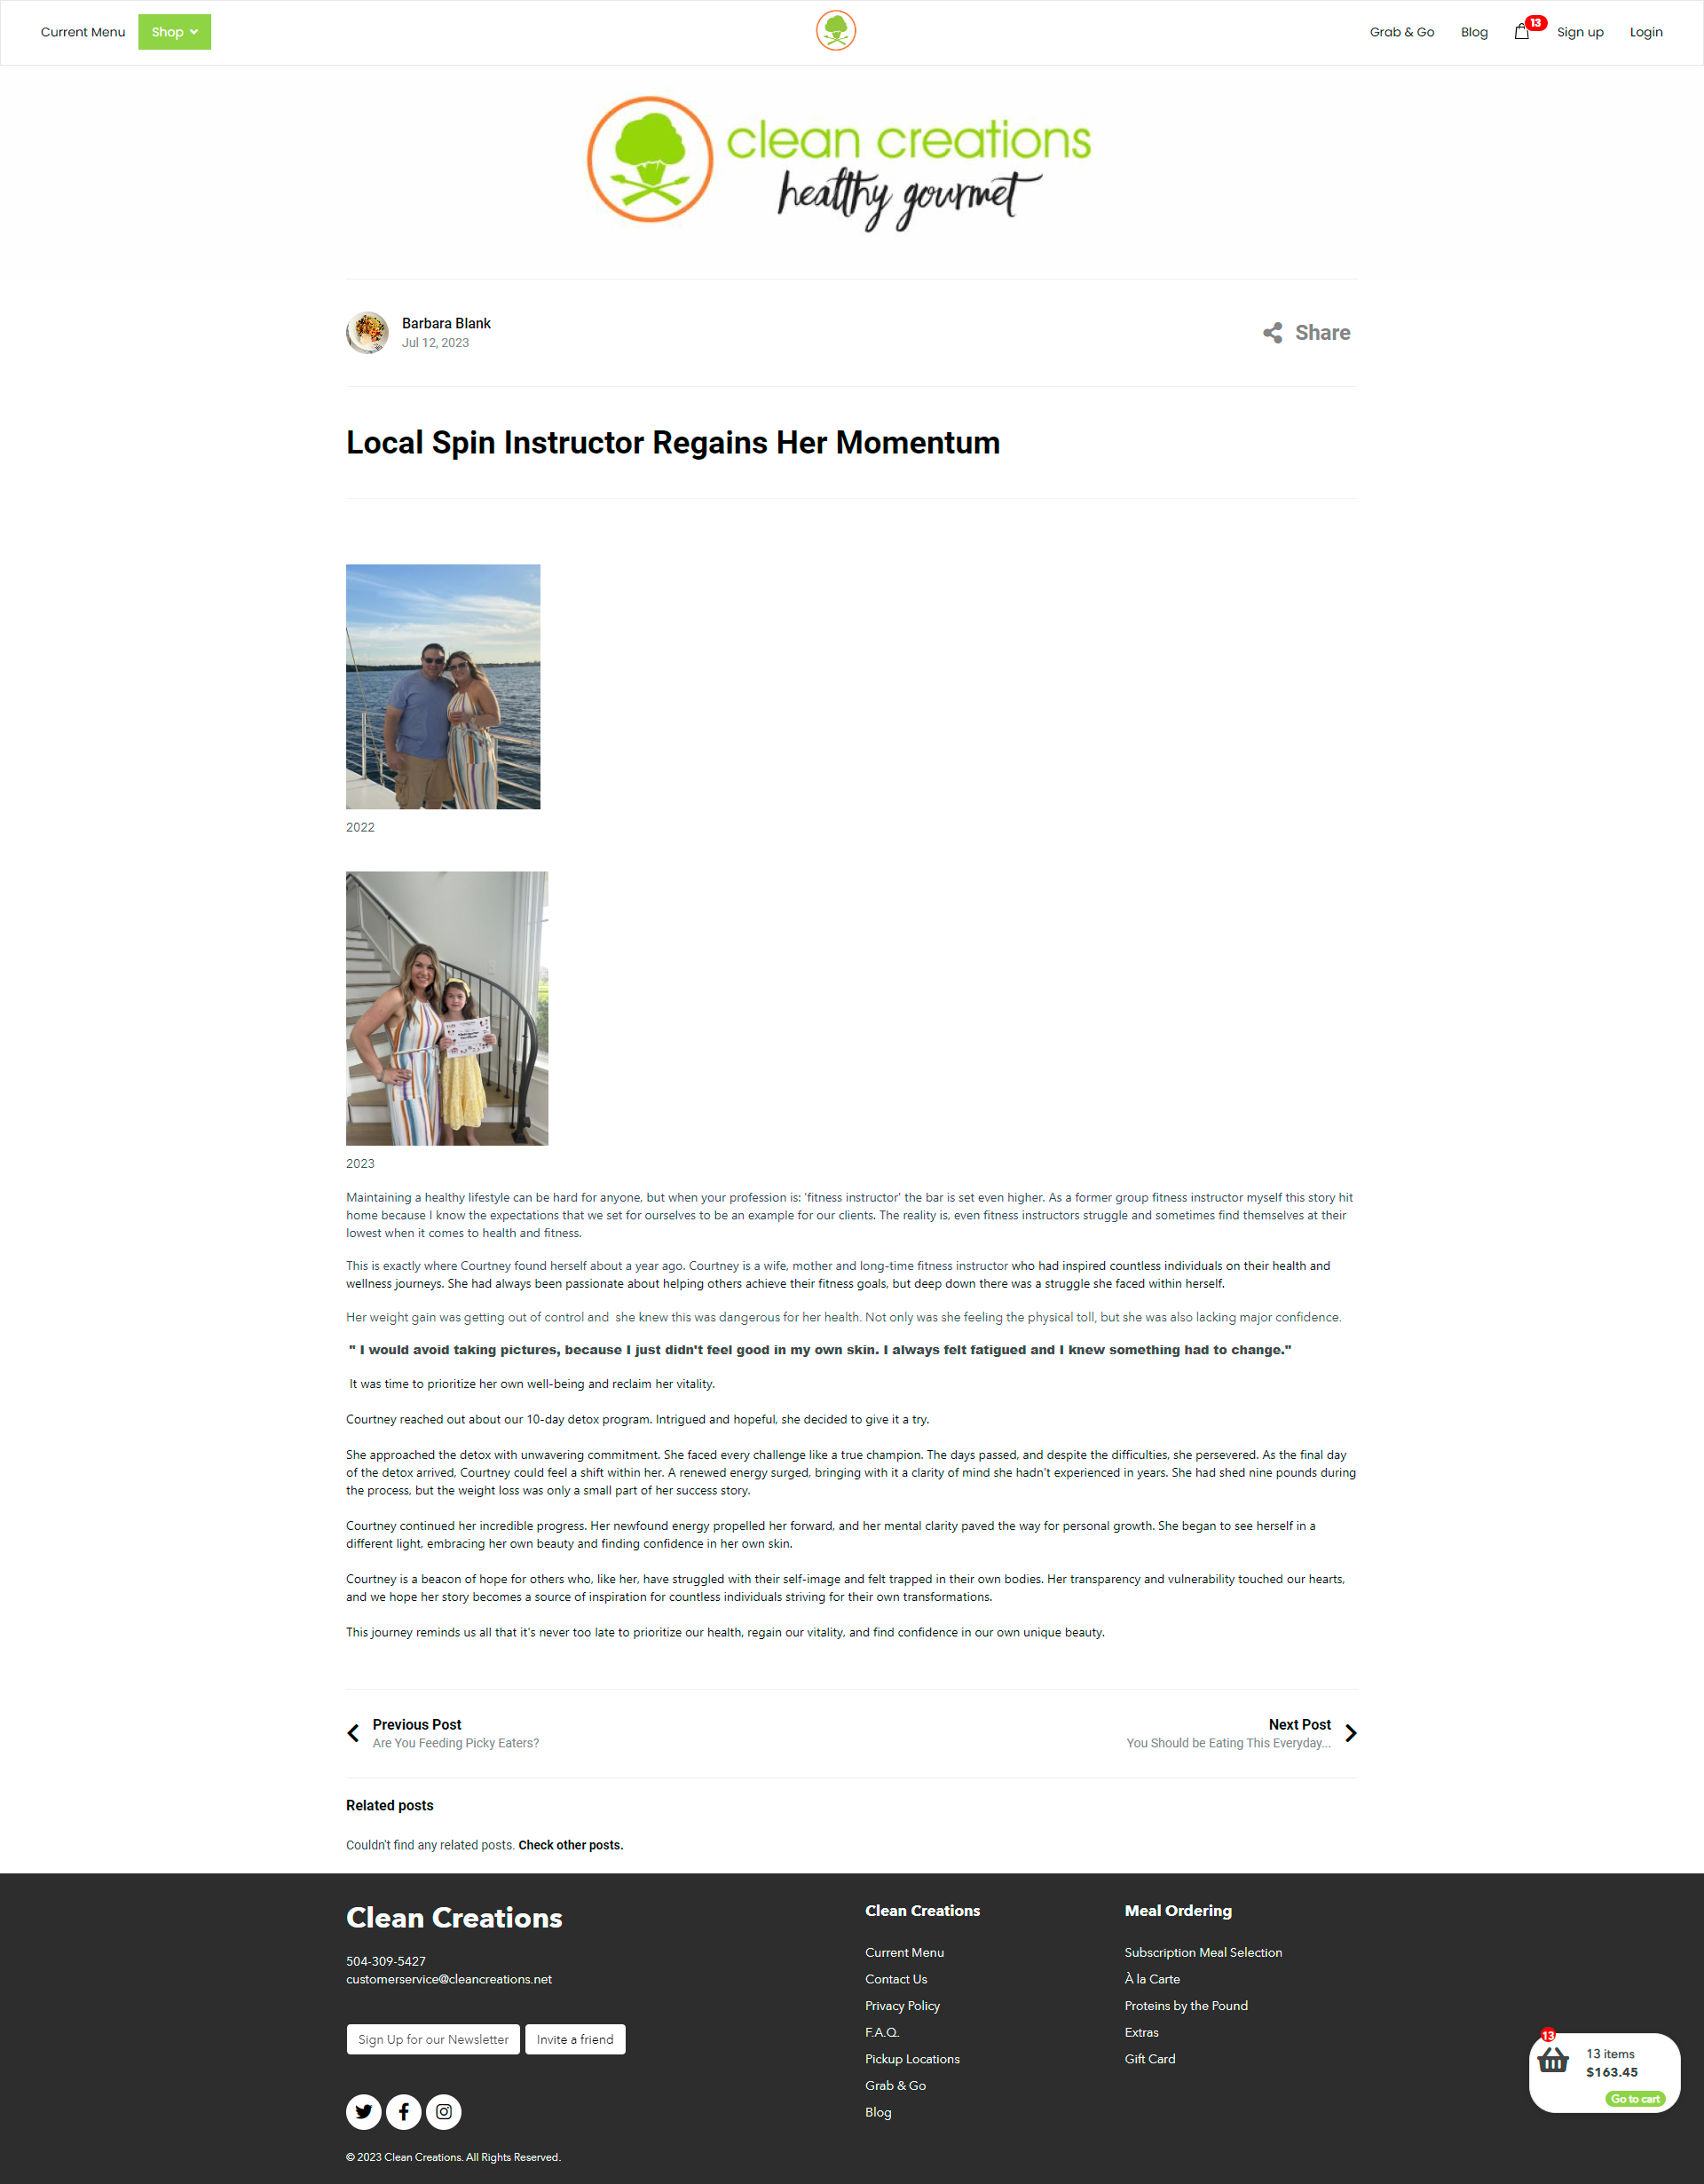 Current Menu
Shop
Grab & Go
Blog
13
Sign up
Login
clean creations
healthy gourmet
Barbara Blank
Jul 12, 2023
Share
Local Spin Instructor Regains Her Momentum
2022
2023
Maintaining a healthy lifestyle can be hard for anyone, but when your profession is: 'fitness instructor' the bar is set even higher. As a former group fitness instructor myself this story hit
home because I know the expectations that we set for ourselves to be an example for our clients. The reality is, even fitness instructors struggle and sometimes find themselves at their
lowest when it comes to health and fitness.
This is exactly where Courtney found herself about a year ago. Courtney is a wife, mother and long-time fitness instructor who had inspired countless individuals on their health and
wellness journeys. She had always been passionate about helping others achieve their fitness goals, but deep down there was a struggle she faced within herself.
Her weight gain was getting out of control and she knew this was dangerous for her health. Not only was she feeling the physical toll, but she was also lacking major confidence.
" I would avoid taking pictures, because I just didn't feel good in my own skin. I always felt fatigued and I knew something had to change."
It was time to prioritize her own well-being and reclaim her vitality.
Courtney reached out about our 10-day detox program. Intrigued and hopeful, she decided to give it a try.
She approached the detox with unwavering commitment. She faced every challenge like a true champion. The days passed, and despite the difficulties, she persevered. As the final day
of the detox arrived, Courtney could feel a shift within her. A renewed energy surged, bringing with it a clarity of mind she hadn't experienced in years. She had shed nine pounds during
the process, but the weight loss was only a small part of her success story.
Courtney continued her incredible progress. Her newfound energy propelled her forward, and her mental clarity paved the way for personal growth. She began to see herself in a
different light, embracing her own beauty and finding confidence in her own skin.
Courtney is a beacon of hope for others who, like her, have struggled with their self-image and felt trapped in their own bodies. Her transparency and vulnerability touched our hearts,
and we hope her story becomes a source of inspiration for countless individuals striving for their own transformations.
This journey reminds us all that it's never too late to prioritize our health, regain our vitality, and find confidence in our own unique beauty.
Previous Post
Are You Feeding Picky Eaters?
Next Post
You Should be Eating This Everyday...
Related posts
Couldn't find any related posts. Check other posts.
Clean Creations
504-309-5427
customerservice@cleancreations.net
Sign Up for our Newsletter
Invite a friend
© 2023 Clean Creations. All Rights Reserved.
Clean Creations
Current Menu
Contact Us
Privacy Policy
F.A.Q.
Pickup Locations
Grab & Go
Blog
Meal Ordering
Subscription Meal Selection
À la Carte
Proteins by the Pound
Extras
Gift Card
13
13 items
$163.45
Go to cart